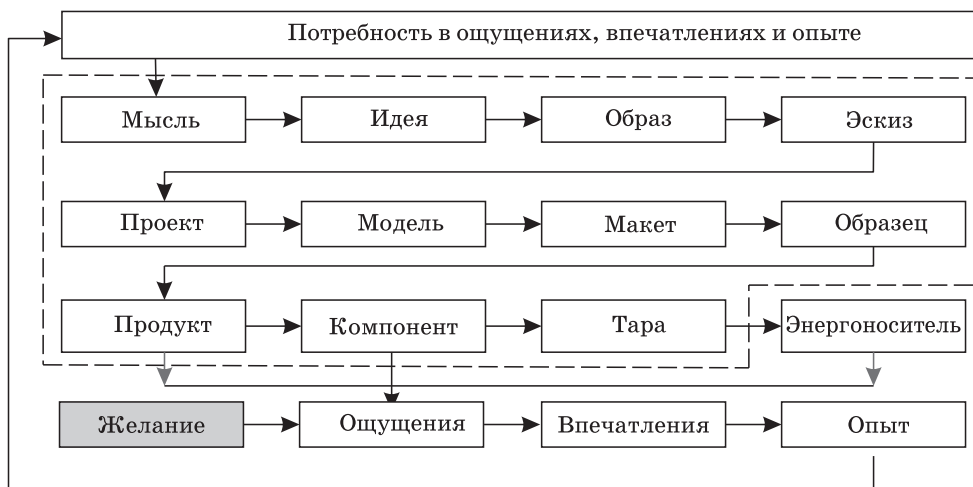 Потребность в ощущениях, впечатлениях и опыте
Мысль
Идея
Образ
Эскиз
Проект
Модель
Макет
Образец
Продукт
Компонент
Тара
Энергоноситель
Желание
Ощущения
Впечатления
Опыт